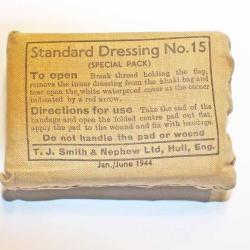 Standard Dressing No. 15
(SPECIAL PACK)
To open Break thread holding the flap,
remove the inner dressing from the khaki bag and
tear open the white waterproof cover at the corner
indicated by a red arrow.
Directions for use Take the end of the
bandage and open the folded centre pad out flat,
apply the pad to the wound and fix with bandage.
Do not handle the pad or wound
T. J. Smith & Nephew Ltd, Hull, Eng.
Jan./June 1944